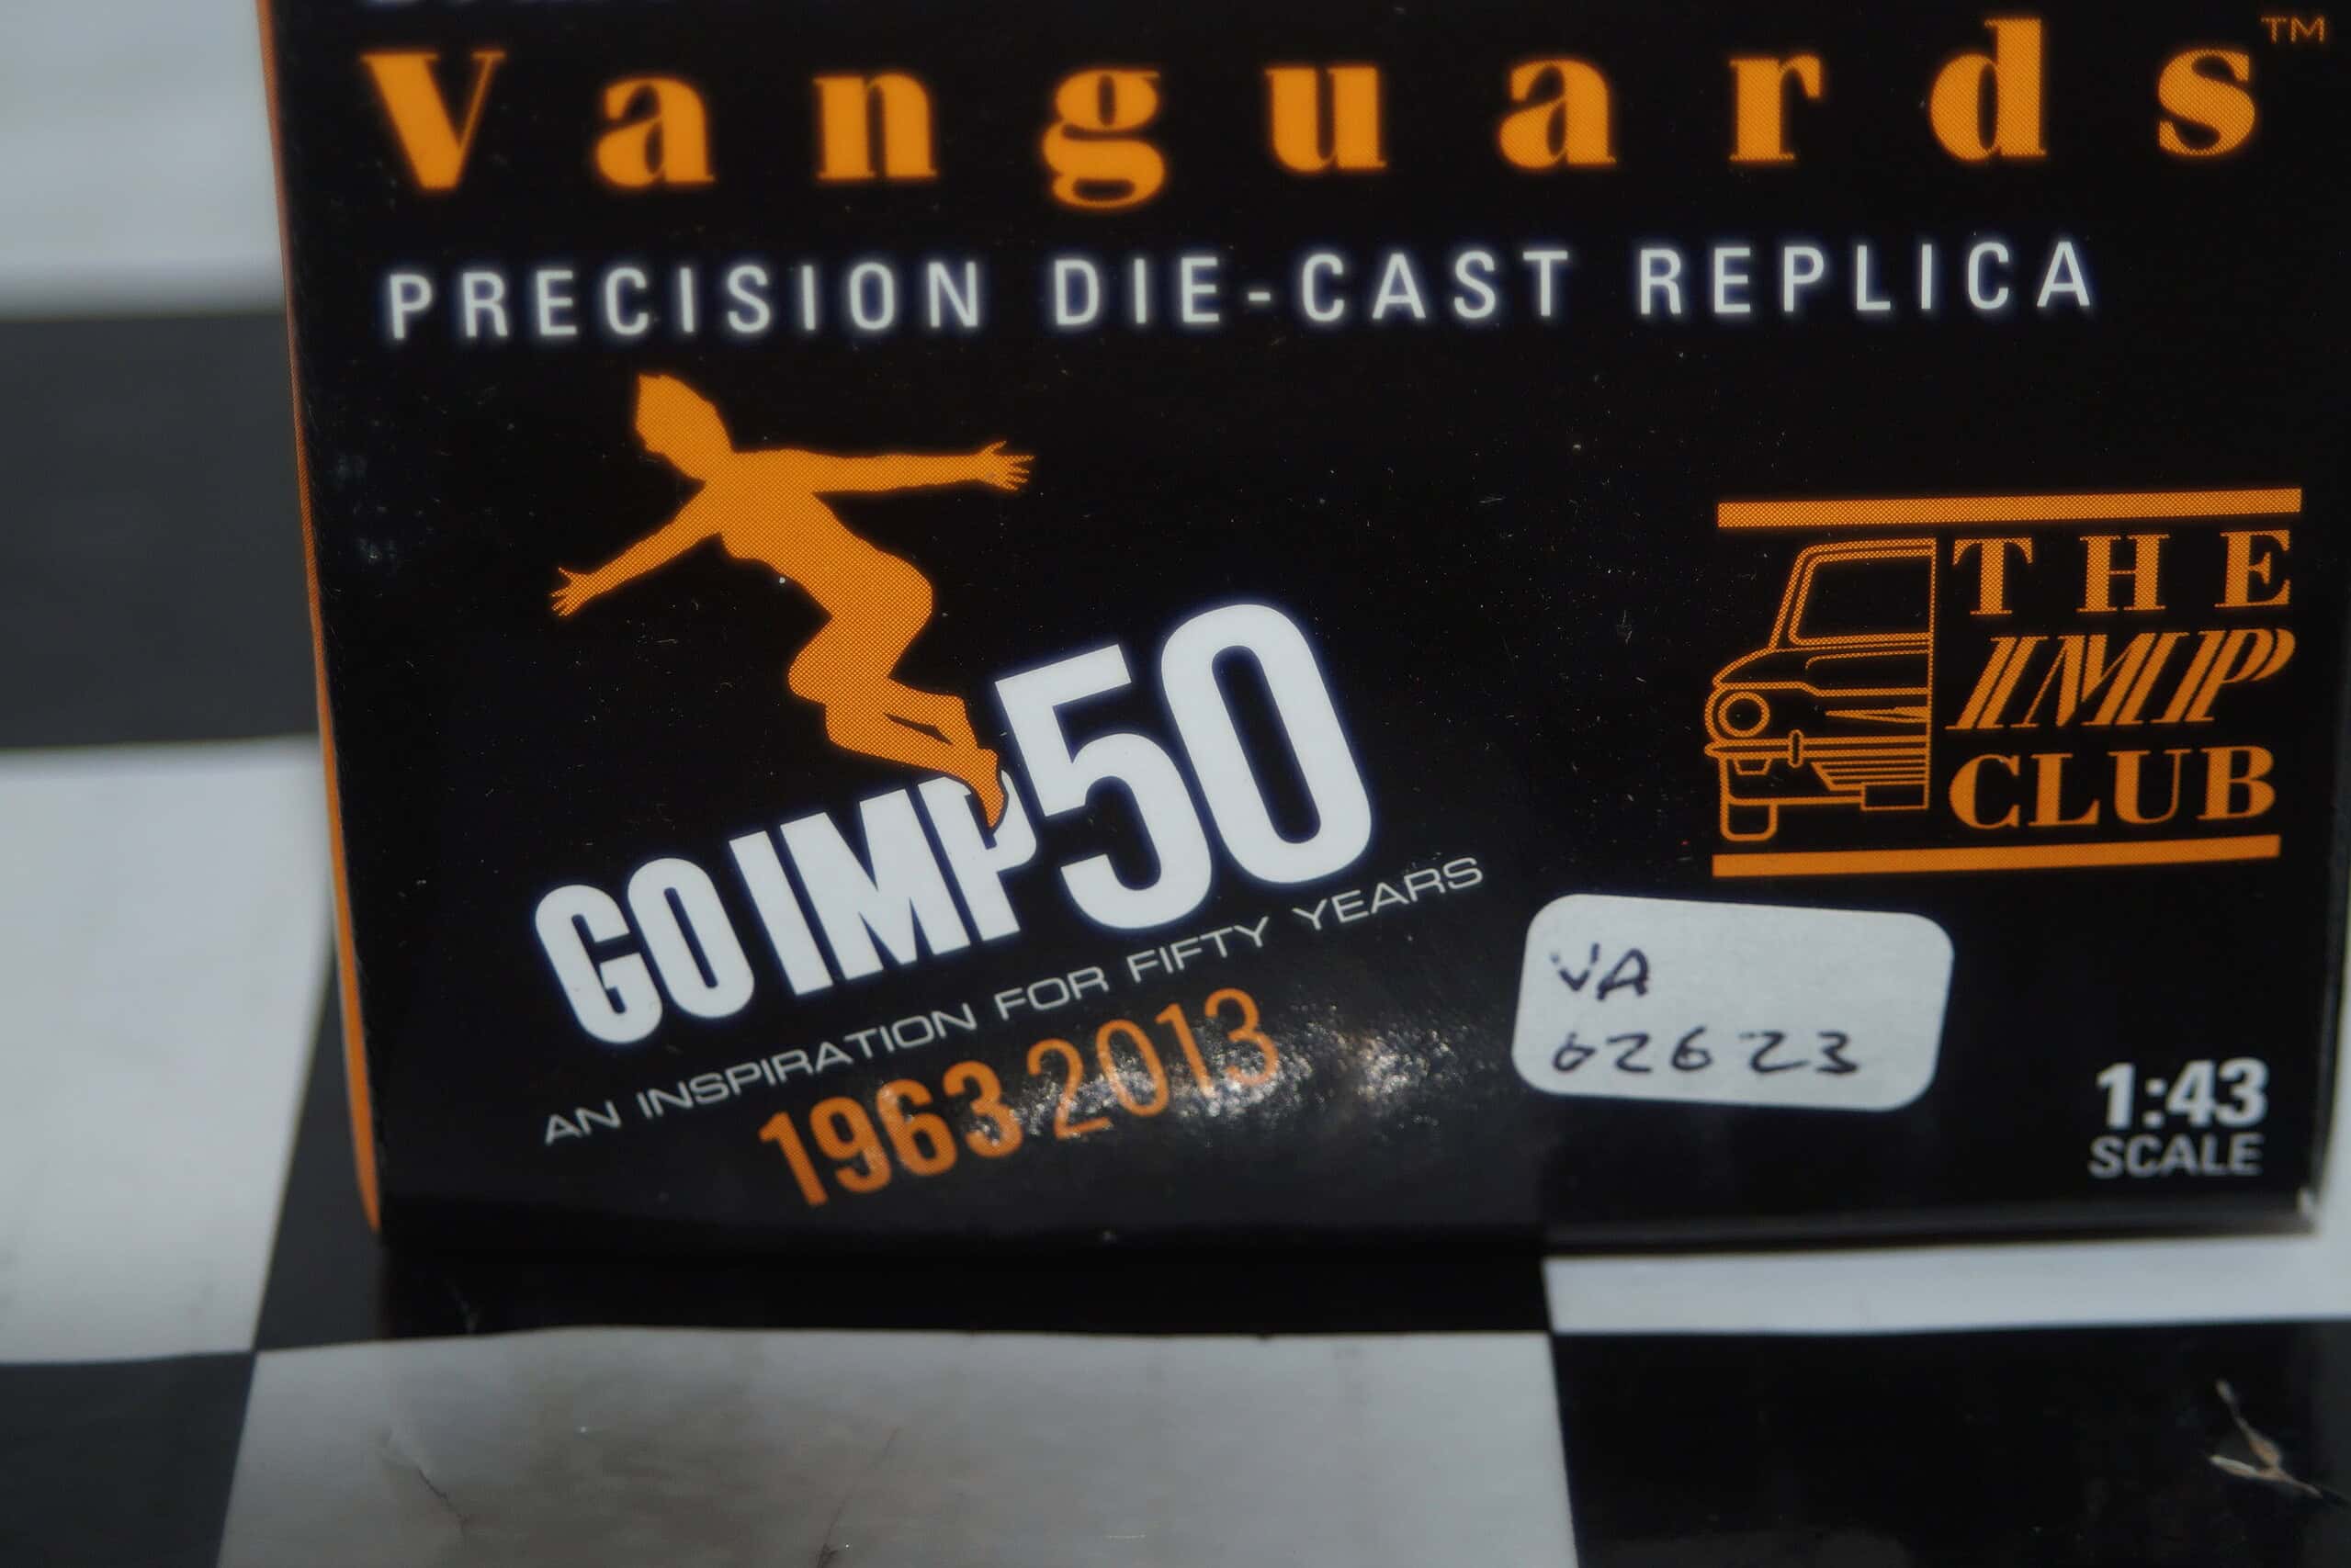 Vanguards™
PRECISION DIE-CAST REPLICA
THE
IMP
CLUB
GO IMP 50
AN INSPIRATION FOR FIFTY YEARS
1963 2013
VA
02623
1:43
SCALE